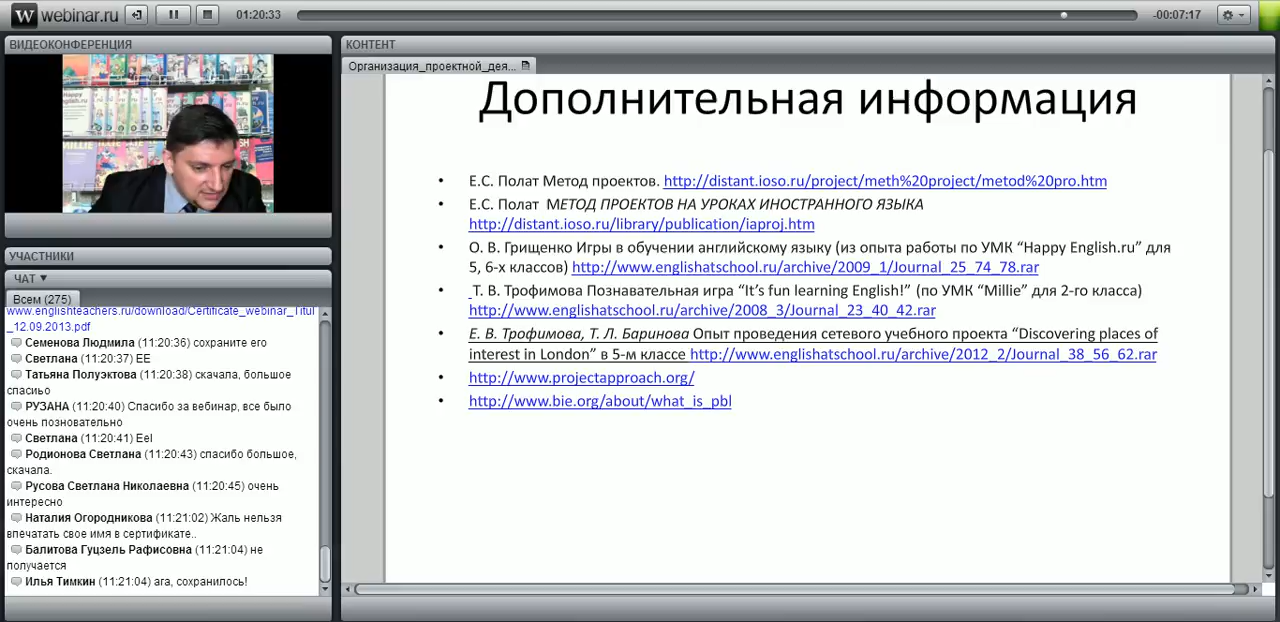 webinar.ru
01:20:33
-00:07:17
ВИДЕОКОНФЕРЕНЦИЯ
УЧАСТНИКИ
ЧАТ
Всем (275)
www.englishteachers.ru/download/Certificate_webinar_Titul
_12.09.2013.pdf
Семенова Людмила (11:20:36) сохраните его
Светлана (11:20:37) ЕЕ
Татьяна Полуэктова (11:20:38) скачала, большое
спасиьо
РУЗАНА (11:20:40) Спасибо за вебинар, все было
очень позновательно
Светлана (11:20:41) Eel
Родионова Светлана (11:20:43) спасибо большое,
скачала.
Русова Светлана Николаевна (11:20:45) очень
интересно
Наталия Огородникова (11:21:02) Жаль нельзя
впечатать свое имя в сертификате..
Балитова Гуцзель Рафисовна (11:21:04) не
получается
Илья Тимкин (11:21:04) ага, сохранилось!
КОНТЕНТ
Организация_проектной_дея...
Дополнительная информация
• Е.С. Полат Метод проектов. http://distant.ioso.ru/project/meth%20project/metod%20pro.htm
• Е.С. Полат МЕТОД ПРОЕКТОВ НА УРОКАХ ИНОСТРАННОГО ЯЗЫКА
http://distant.ioso.ru/library/publication/iaproj.htm
• О. В. Грищенко Игры в обучении английскому языку (из опыта работы по УМК “Happy English.ru” для
5, 6-х классов) http://www.englishatschool.ru/archive/2009_1/Journal_25_74_78.rar
• Т. В. Трофимова Познавательная игра “It’s fun learning English!” (по УМК “Millie” для 2-го класса)
http://www.englishatschool.ru/archive/2008_3/Journal_23_40_42.rar
• Е. В. Трофимова, Т. Л. Баринова Опыт проведения сетевого учебного проекта “Discovering places of
interest in London” в 5-м классе http://www.englishatschool.ru/archive/2012_2/Journal_38_56_62.rar
• http://www.projectapproach.org/
• http://www.bie.org/about/what_is_pbl